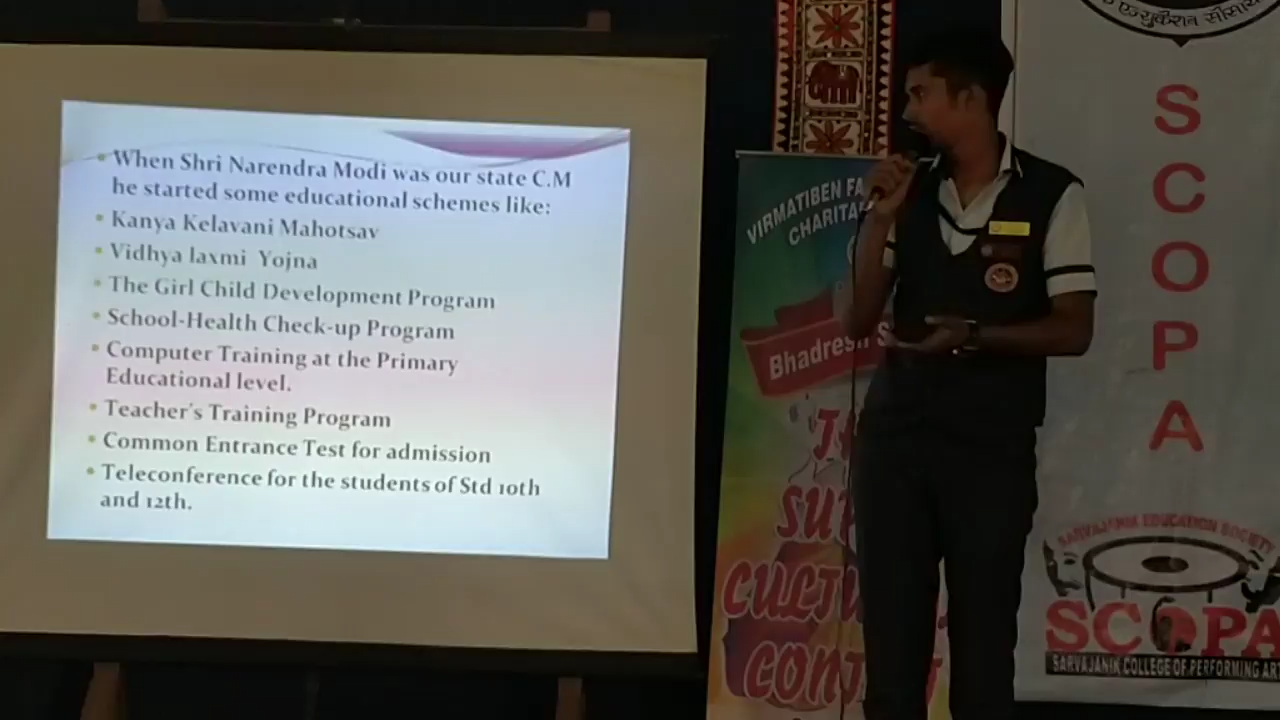 When Shri Narendra Modi was our state C.M
he started some educational schemes like:
Kanya Kelavani Mahotsav
Vidhya laxmi Yojna
The Girl Child Development Program
School-Health Check-up Program
Computer Training at the Primary
Educational level.
Teacher's Training Program
Common Entrance Test for admission
Teleconference for the students of Std 10th
and 12th.
VIRMATIBEN
Bhadresh
SCOPA
SARVAJANIK EDUCATION SOCIETY
SCOPA
SARVAJANIK COLLEGE OF PERFORMING